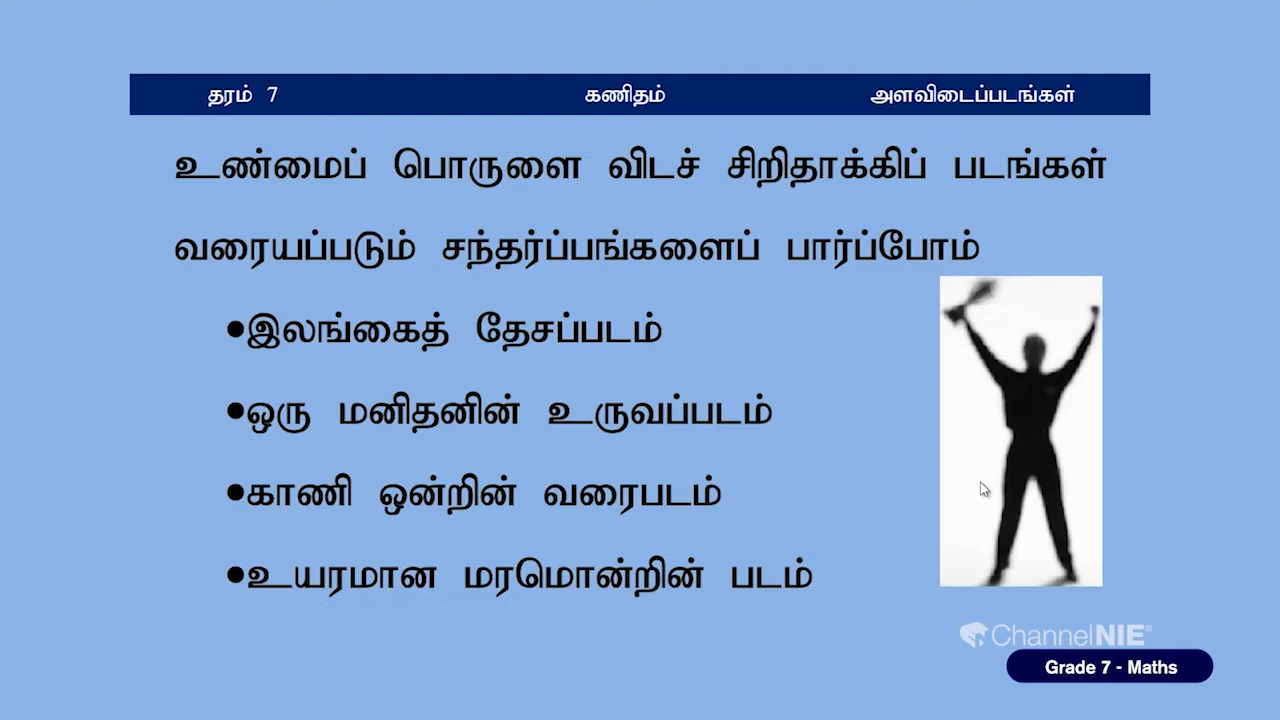 தரம் 7 கணிதம் அளவிடைப்படங்கள்
உண்மைப் பொருளை விடச் சிறிதாக்கிப் படங்கள்
வரையப்படும் சந்தர்ப்பங்களைப் பார்ப்போம்
•இலங்கைத் தேசப்படம்
•ஒரு மனிதனின் உருவப்படம்
•காணி ஒன்றின் வரைபடம்
•உயரமான மரமொன்றின் படம்
ChannelNIE®
Grade 7 - Maths